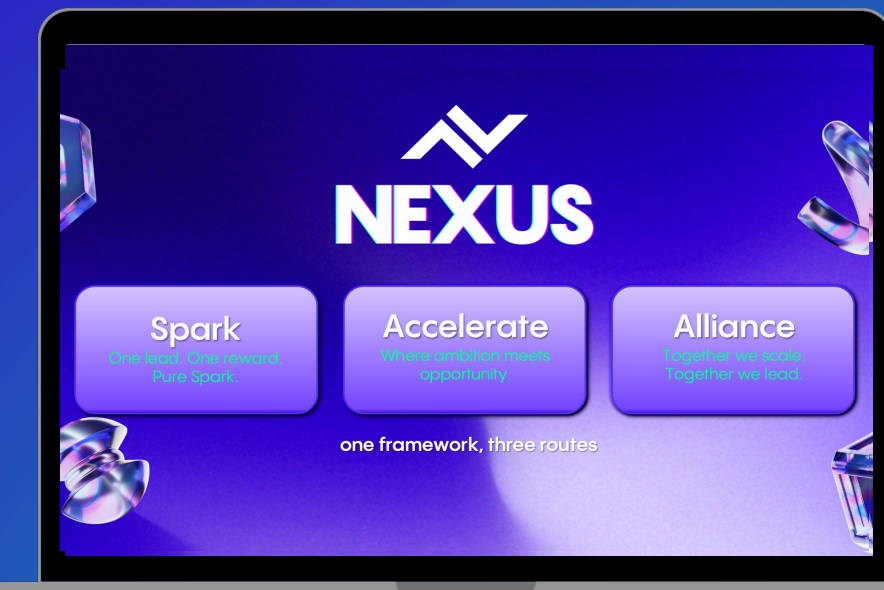 NEXUS
Spark
One lead. One reward.
Pure Spark.
Accelerate
Where ambition meets
opportunity.
Alliance
Together we scale.
Together we lead.
one framework, three routes